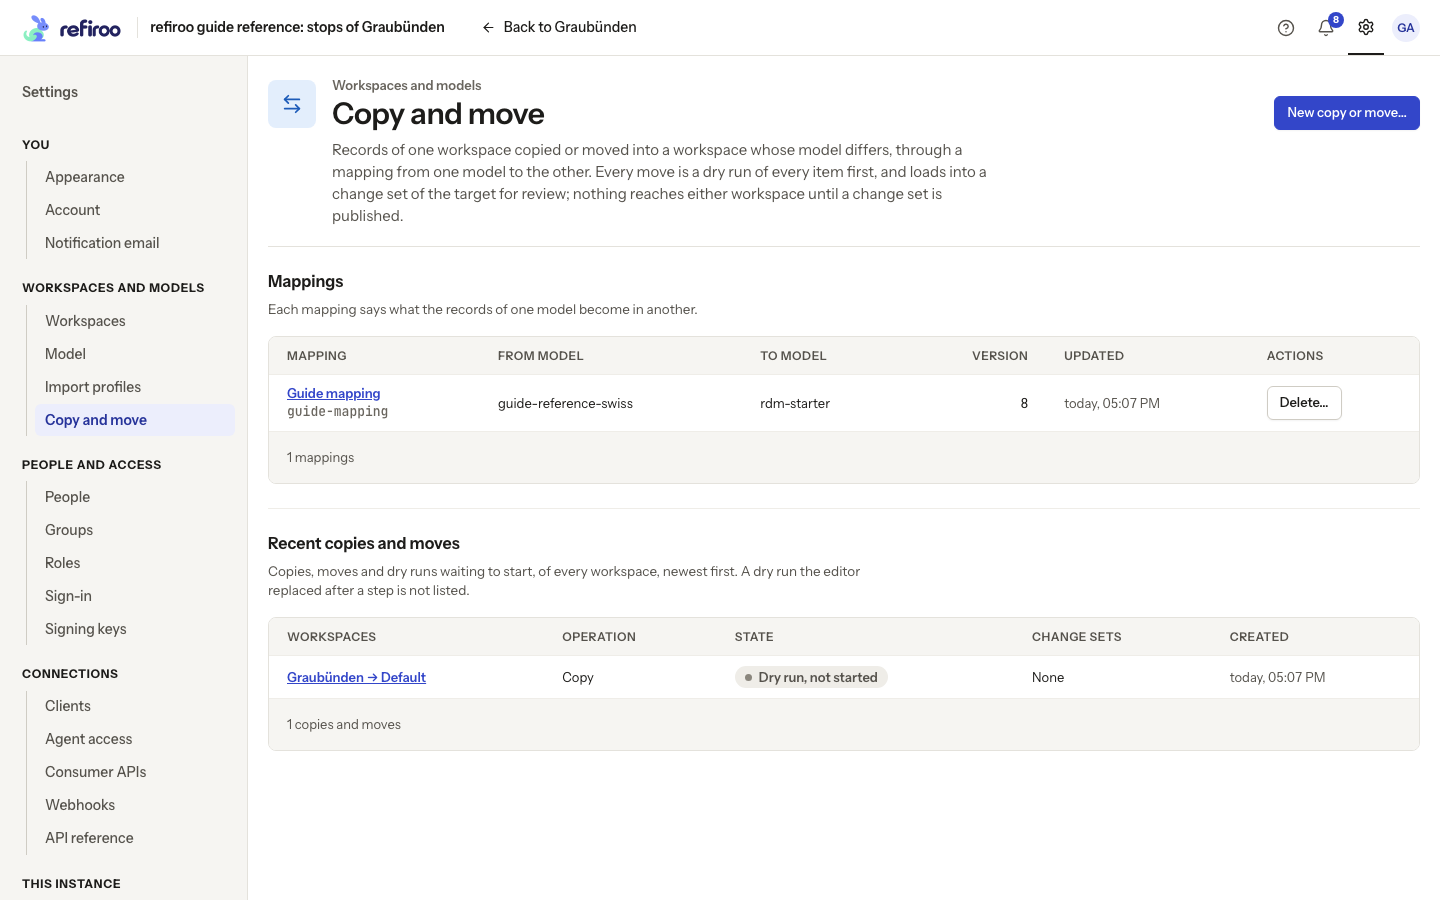 refiroo
refiroo guide reference: stops of Graubünden
← Back to Graubünden
8
GA
Settings
YOU
Appearance
Account
Notification email
WORKSPACES AND MODELS
Workspaces
Model
Import profiles
Copy and move
PEOPLE AND ACCESS
People
Groups
Roles
Sign-in
Signing keys
CONNECTIONS
Clients
Agent access
Consumer APIs
Webhooks
API reference
THIS INSTANCE
Workspaces and models
Copy and move
New copy or move...
Records of one workspace copied or moved into a workspace whose model differs, through a
mapping from one model to the other. Every move is a dry run of every item first, and loads into a
change set of the target for review; nothing reaches either workspace until a change set is
published.
Mappings
Each mapping says what the records of one model become in another.
MAPPING FROM MODEL TO MODEL VERSION UPDATED ACTIONS
Guide mapping
guide-mapping
guide-reference-swiss rdm-starter 8 today, 05:07 PM Delete...
1 mappings
Recent copies and moves
Copies, moves and dry runs waiting to start, of every workspace, newest first. A dry run the editor
replaced after a step is not listed.
WORKSPACES OPERATION STATE CHANGE SETS CREATED
Graubünden → Default Copy Dry run, not started None today, 05:07 PM
1 copies and moves